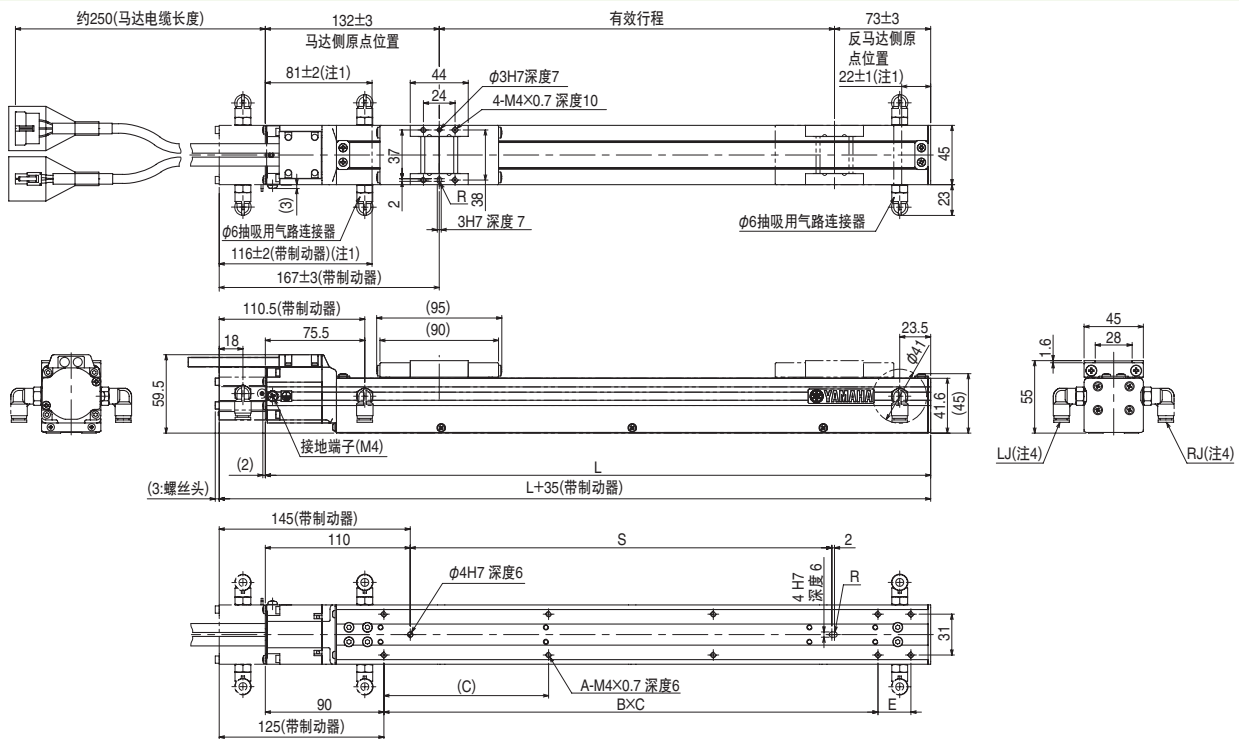 约250(马达电缆长度)
132±3
马达侧原点位置
有效行程
73±3
反马达侧原
点位置
81±2(注1)
44
24
φ3H7深度7
4-M4×0.7 深度10
22±1(注1)
37
38
2
R
(3)
3H7 深度 7
45
23
φ6抽吸用气路连接器
φ6抽吸用气路连接器
116±2(带制动器)(注1)
167±3(带制动器)
110.5(带制动器)
75.5
18
(95)
(90)
23.5
φ41
59.5
YAMAHA
41.6
(45)
接地端子(M4)
(2)
L
(3:螺丝头)
L+35(带制动器)
45
28
1.6
55
LJ(注4)
RJ(注4)
145(带制动器)
110
S
2
φ4H7 深度6
4 H7
深度 6
R
31
(C)
A-M4×0.7 深度6
90
B×C
E
125(带制动器)